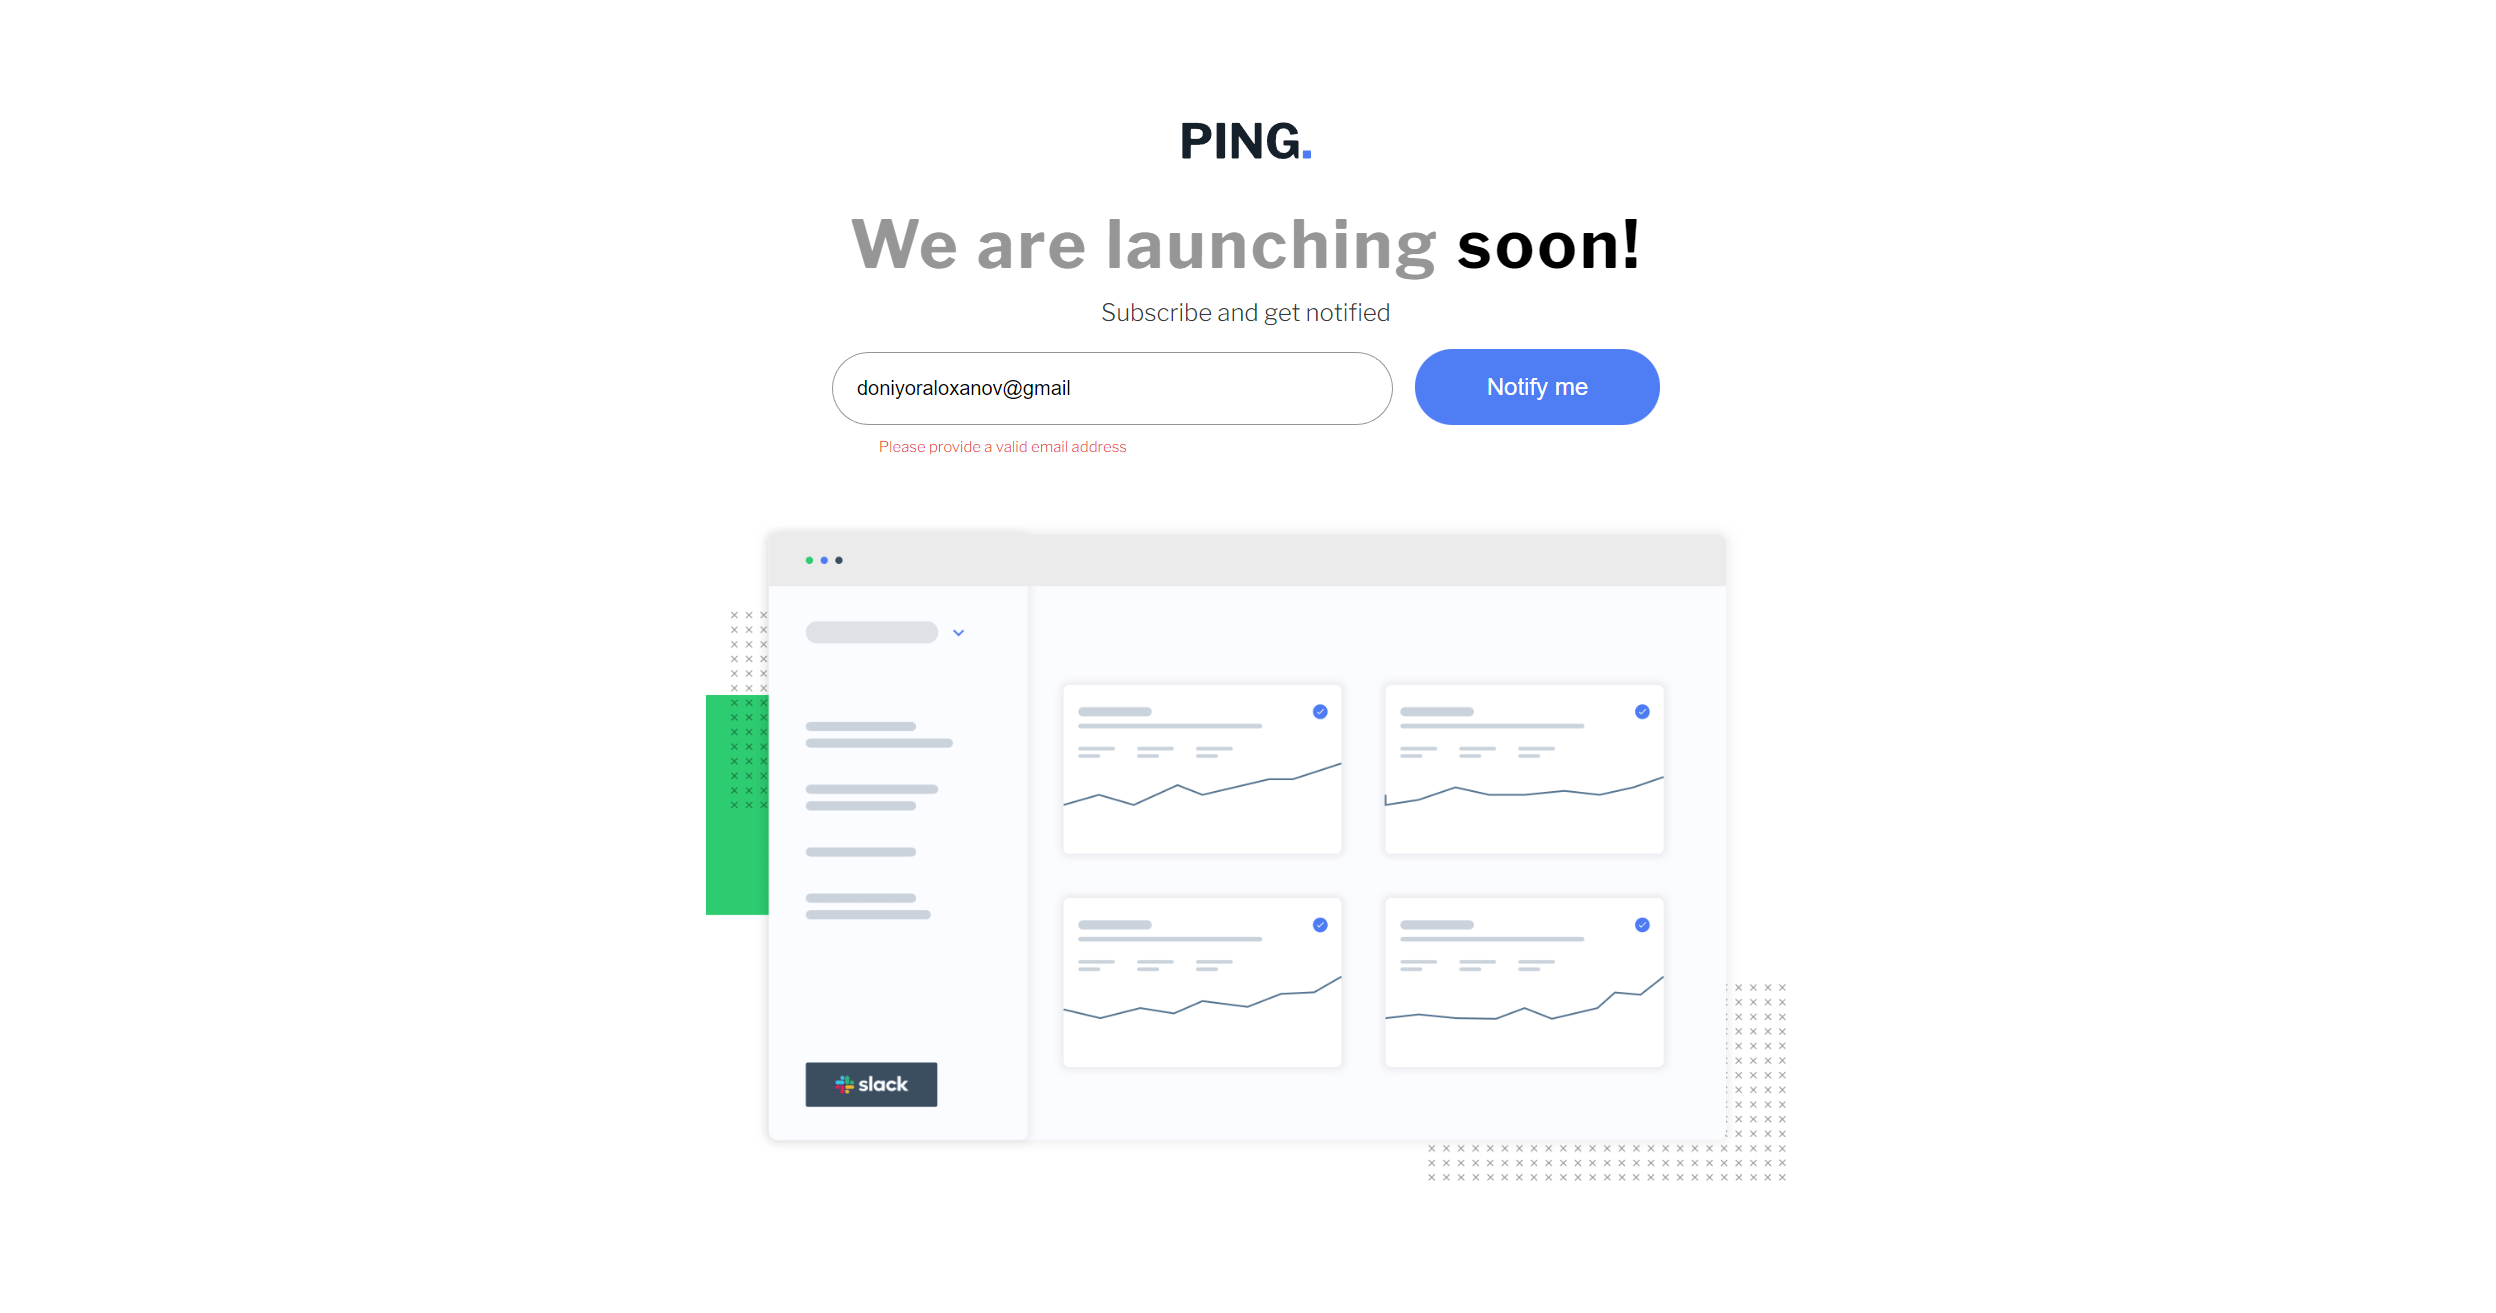 PING.
We are launching soon!
Subscribe and get notified
doniyoraloxanov@gmail
Notify me
Please provide a valid email address
slack